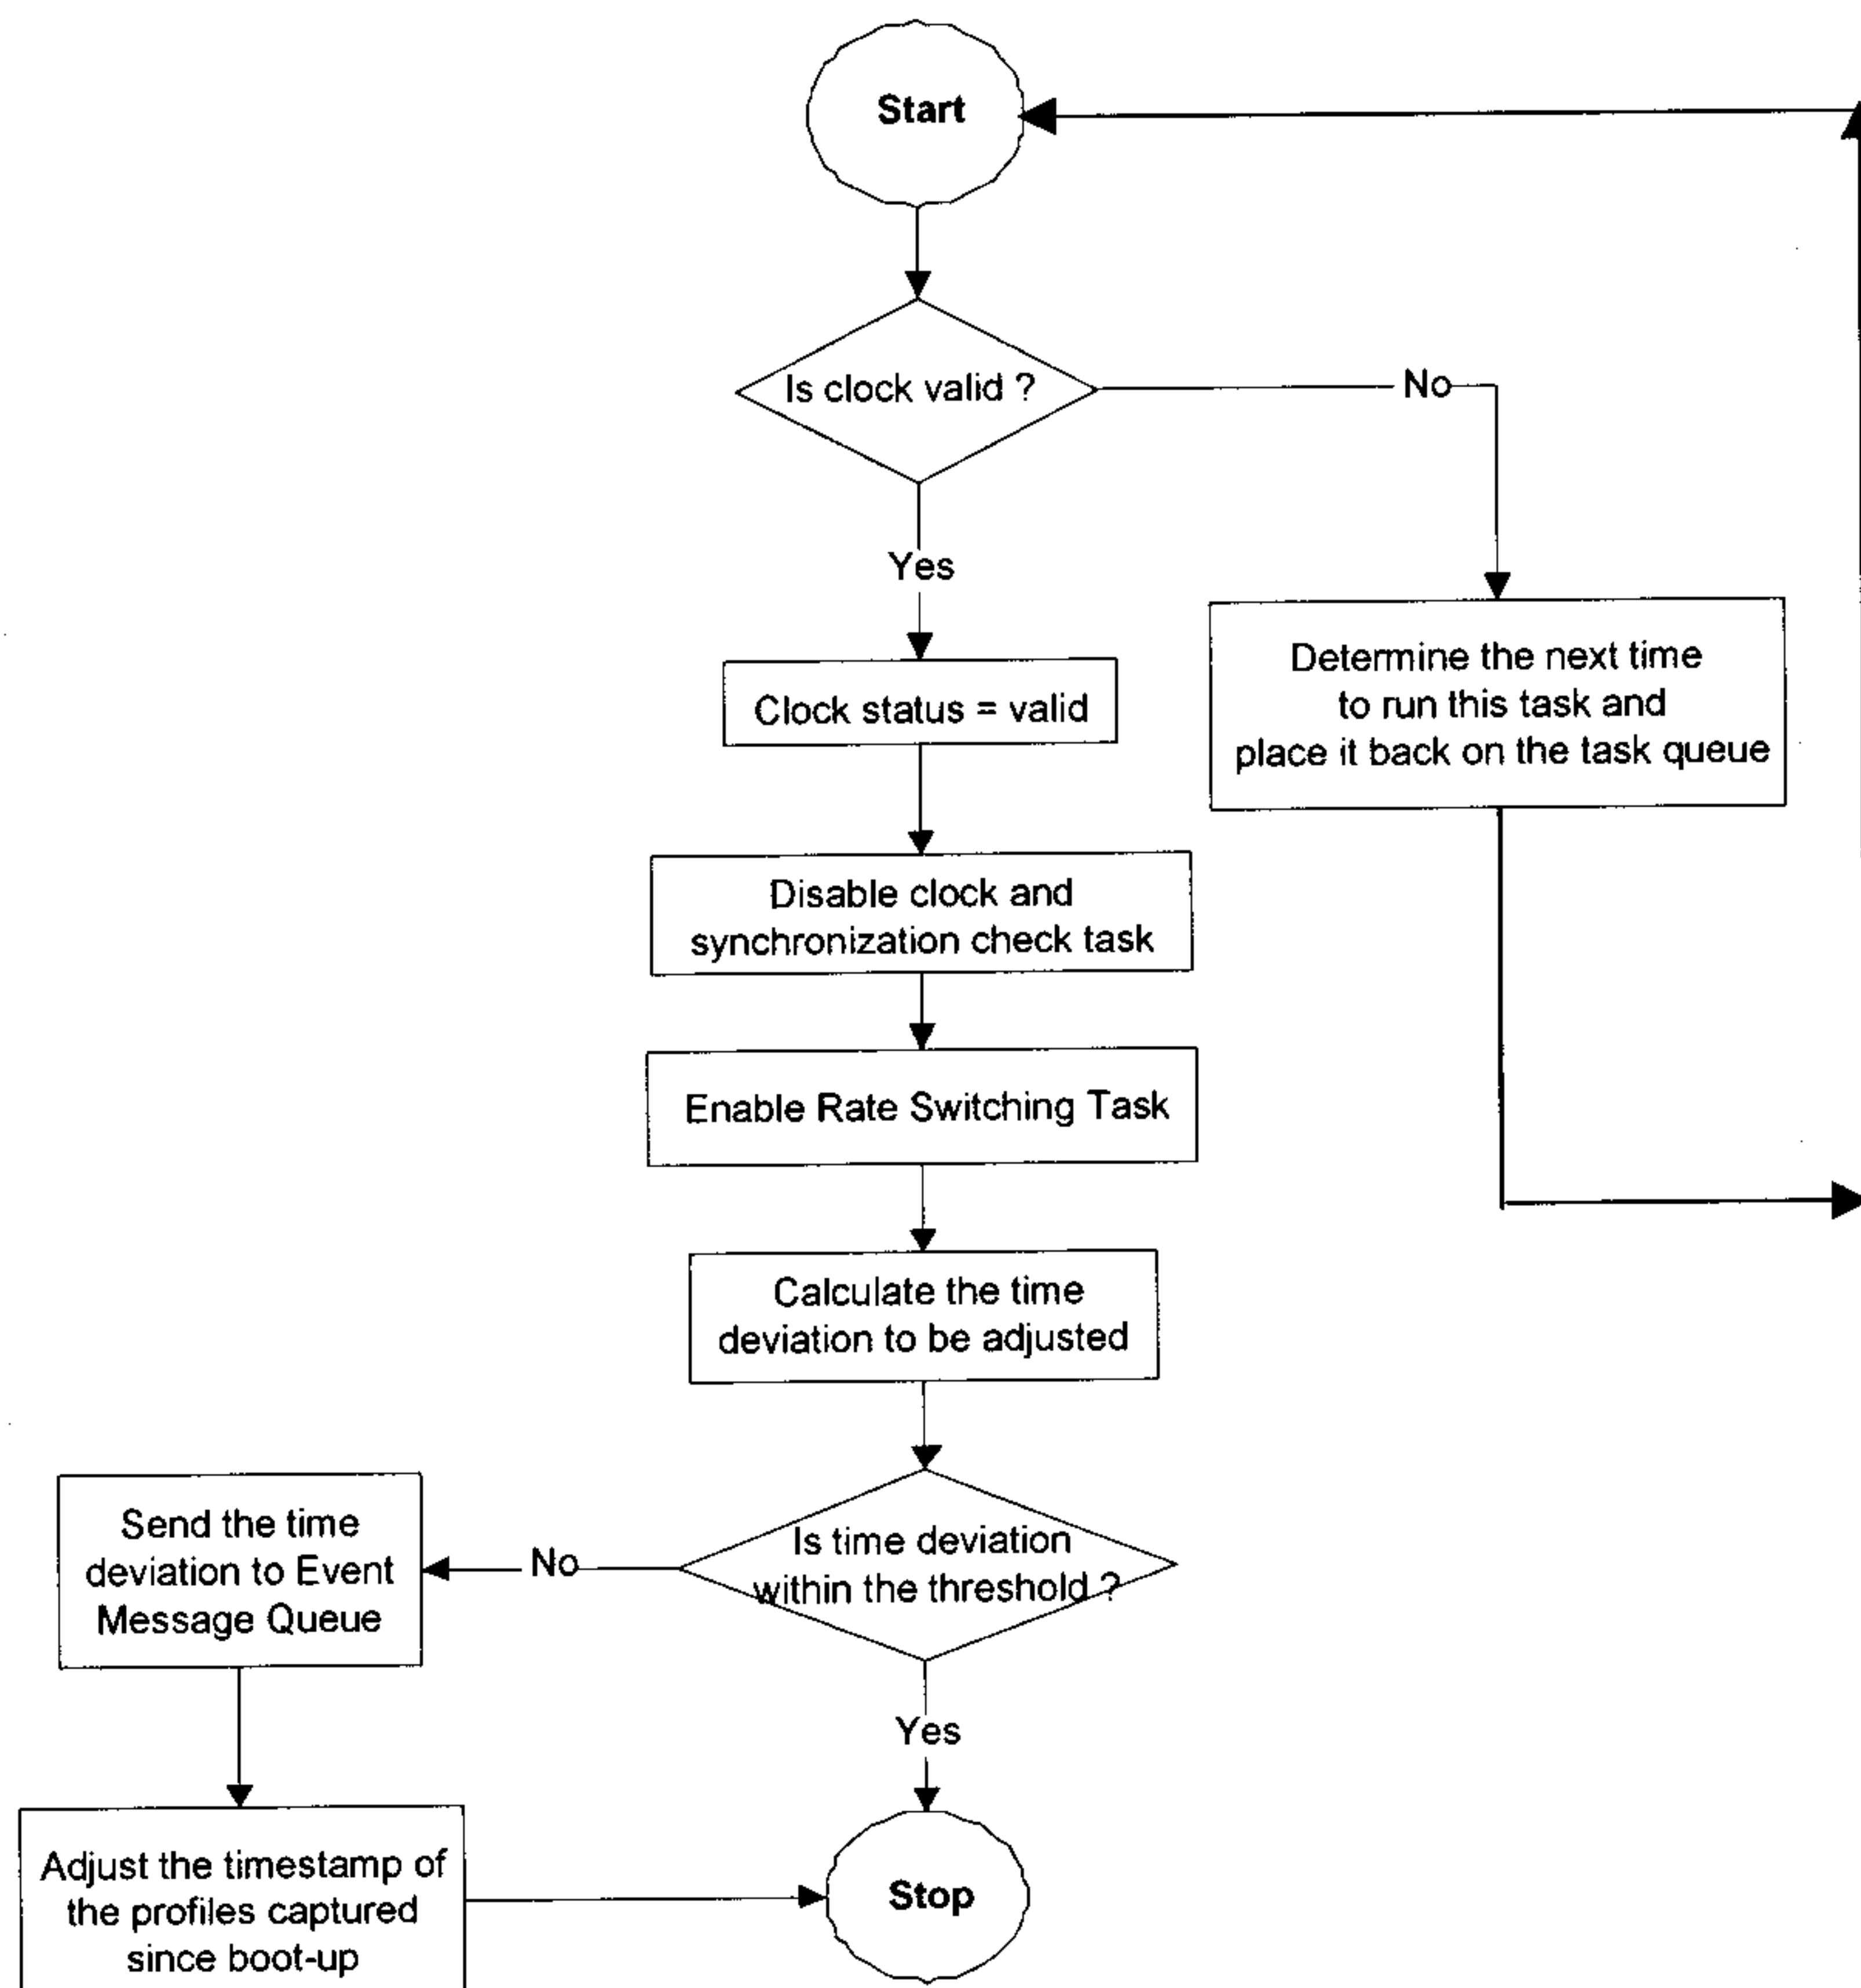 Start
Is clock valid ?
No
Yes
Clock status = valid
Determine the next time
to run this task and
place it back on the task queue
Disable clock and
synchronization check task
Enable Rate Switching Task
Calculate the time
deviation to be adjusted
Is time deviation
within the threshold ?
No
Send the time
deviation to Event
Message Queue
Yes
Adjust the timestamp of
the profiles captured
since boot-up
Stop